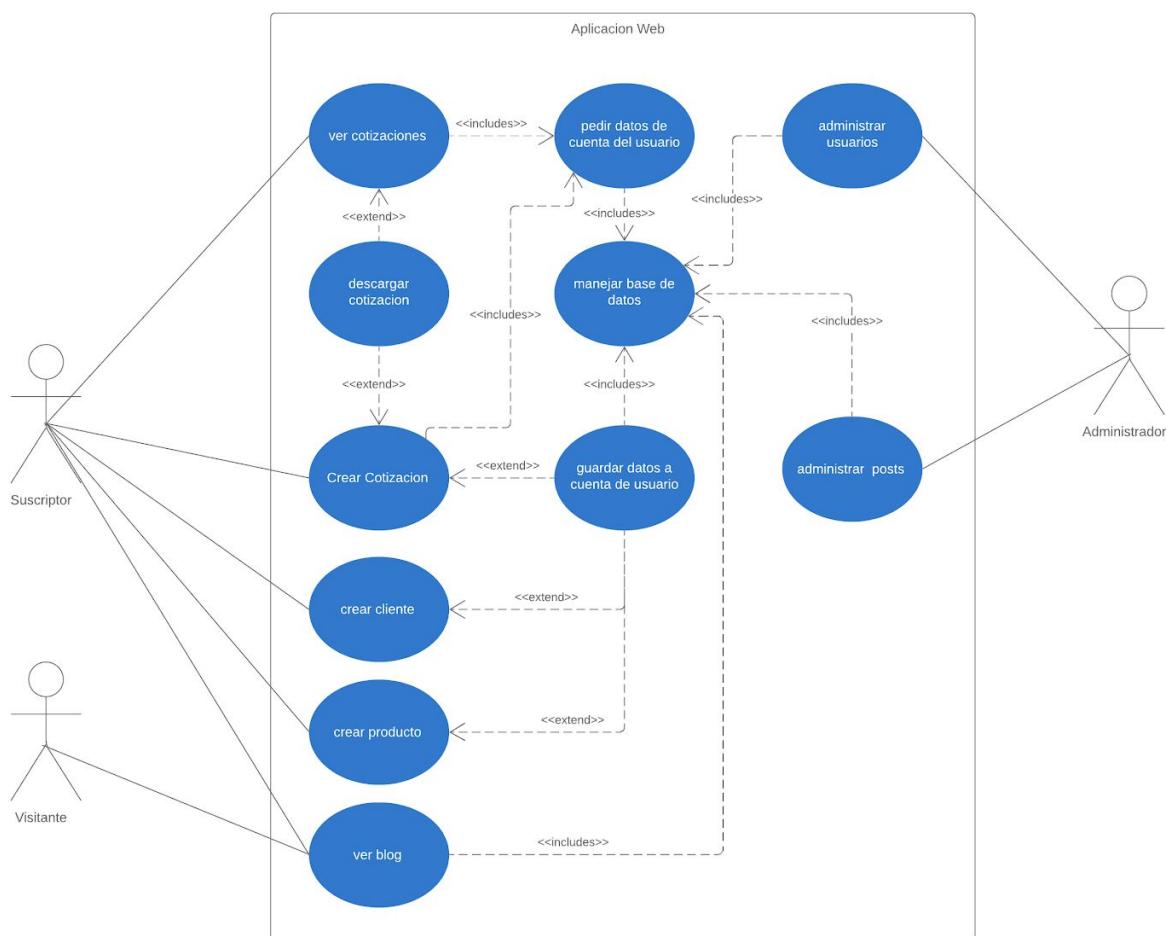 Aplicacion Web
ver cotizaciones
<<includes>>
pedir datos de
cuenta del usuario
administrar
usuarios
<<extend>>
<<includes>>
<<includes>>
descargar
cotizacion
manejar base de
datos
<<includes>>
<<includes>>
<<extend>>
<<includes>>
Suscriptor
Administrador
Crear Cotizacion
<<extend>>
guardar datos a
cuenta de usuario
administrar posts
crear cliente
<<extend>>
crear producto
<<extend>>
Visitante
ver blog
<<includes>>